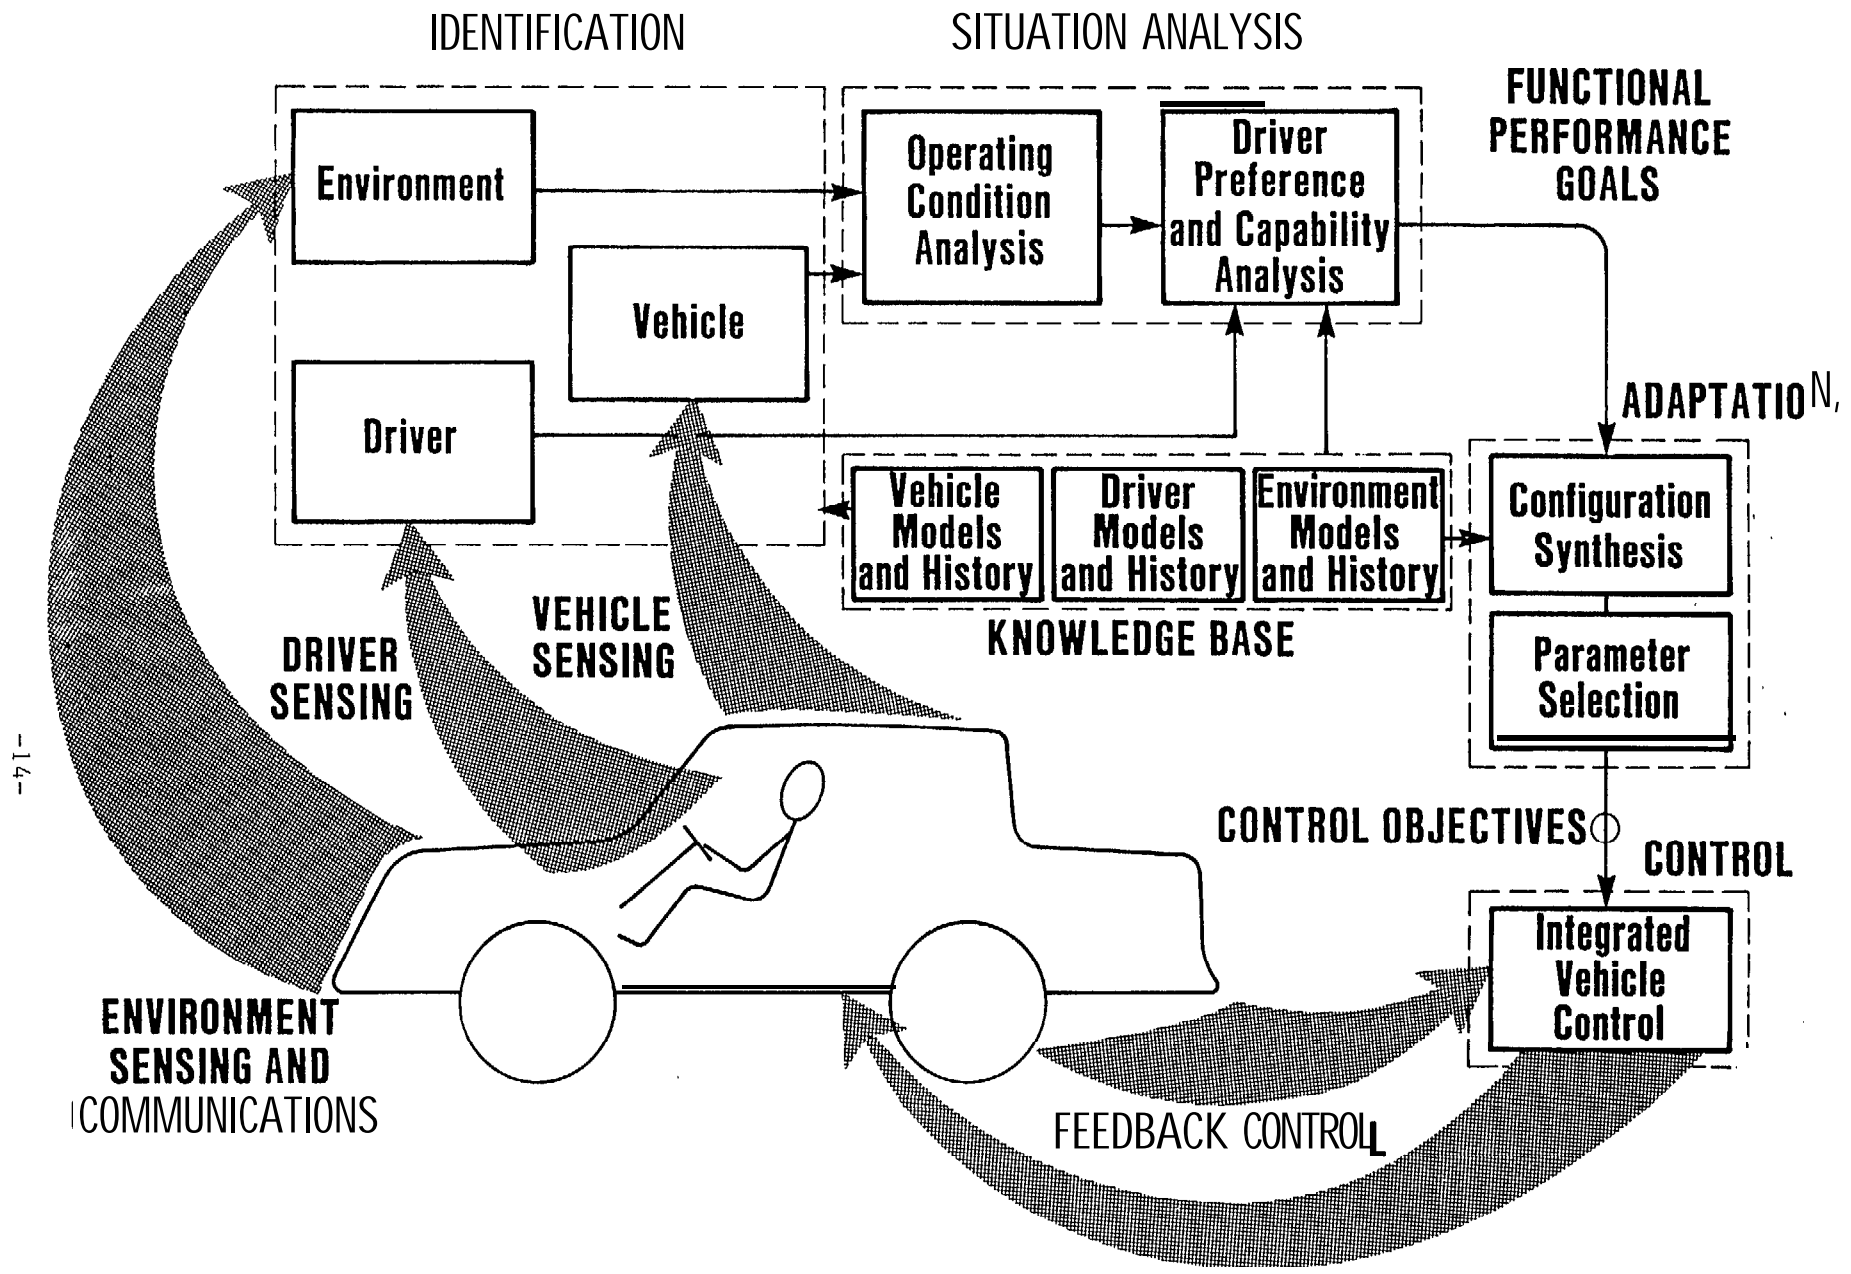 IDENTIFICATION
SITUATION ANALYSIS
FUNCTIONAL
PERFORMANCE
GOALS
Environment
Operating
Condition
Analysis
Driver
Preference
and Capability
Analysis
Vehicle
Driver
ADAPTATION,
Vehicle
Models
and History
Driver
Models
and History
Environment
Models
and History
KNOWLEDGE BASE
Configuration
Synthesis
Parameter
Selection
VEHICLE
SENSING
DRIVER
SENSING
-14-
CONTROL OBJECTIVES
CONTROL
Integrated
Vehicle
Control
ENVIRONMENT
SENSING AND
COMMUNICATIONS
FEEDBACK CONTROL